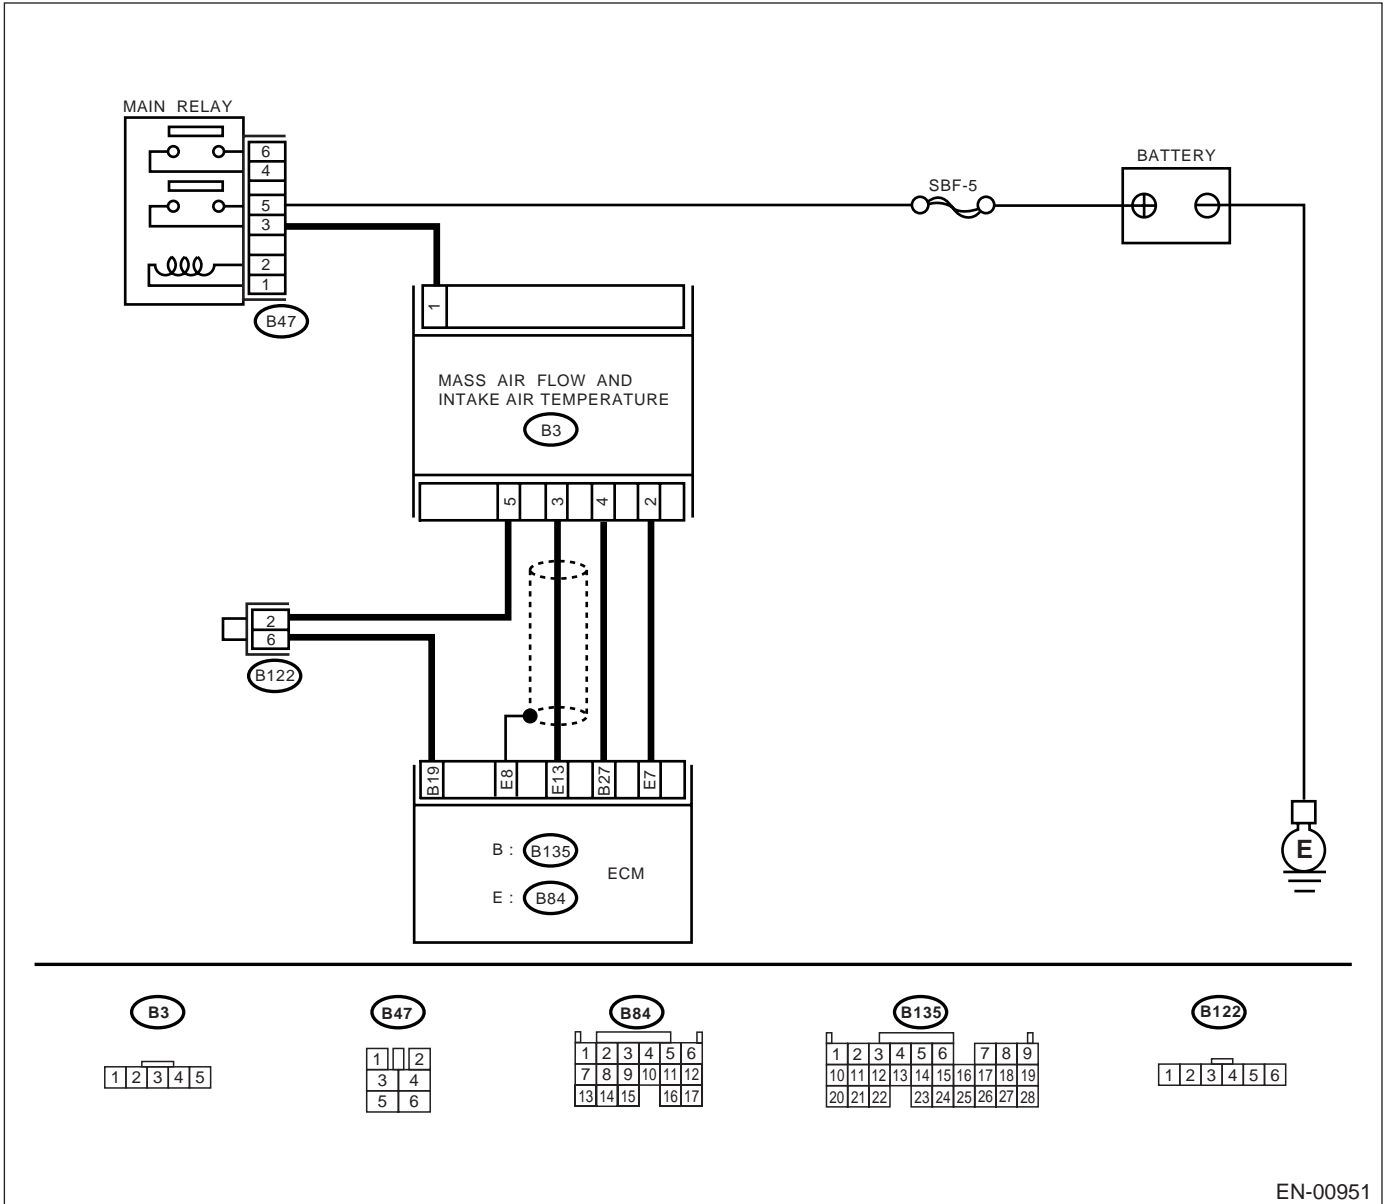 MAIN RELAY
6
4
5
3
2
1
B47
SBF-5
BATTERY
1
MASS AIR FLOW AND
INTAKE AIR TEMPERATURE
B3
5 3 4 2
2
6
B122
B19 E8 E13 B27 E7
B : B135
ECM
E : B84
E
B3
1 2 3 4 5
B47
1 2
3 4
5 6
B84
1 2 3 4 5 6
7 8 9 10 11 12
13 14 15 16 17
B135
1 2 3 4 5 6 7 8 9
10 11 12 13 14 15 16 17 18 19
20 21 22 23 24 25 26 27 28
B122
1 2 3 4 5 6
EN-00951